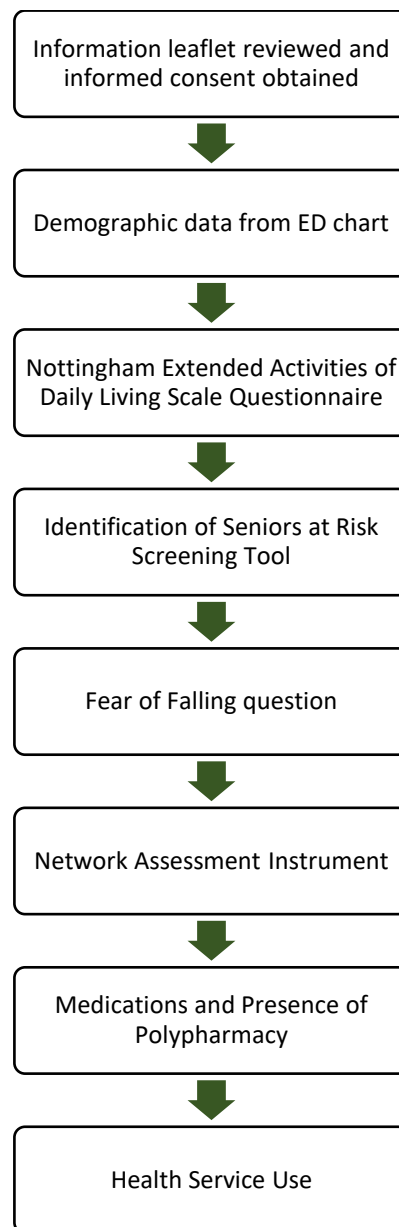 Information leaflet reviewed and
informed consent obtained
Demographic data from ED chart
Nottingham Extended Activities of
Daily Living Scale Questionnaire
Identification of Seniors at Risk
Screening Tool
Fear of Falling question
Network Assessment Instrument
Medications and Presence of
Polypharmacy
Health Service Use